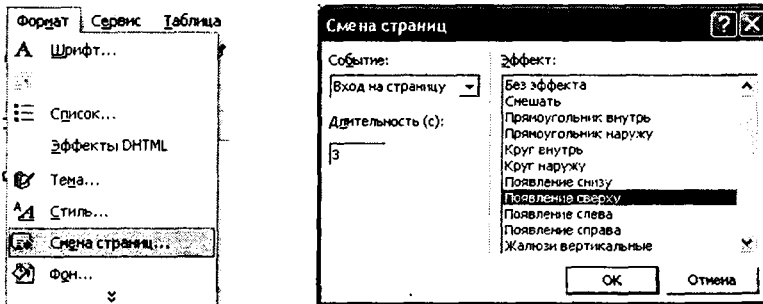 Формат Сервис Таблица
Шрифт...
Список...
Эффекты DHTML
Тема...
Стиль...
Смена страниц...
Фон...
Смена страниц
Событие:
Вход на страницу
Длительность (с):
3
Эффект:
Без эффекта
Смешать
Прямоугольник внутрь
Прямоугольник наружу
Круг внутрь
Круг наружу
Появление снизу
Появление сверху
Появление слева
Появление справа
Жалюзи вертикальные
ОК Отмена